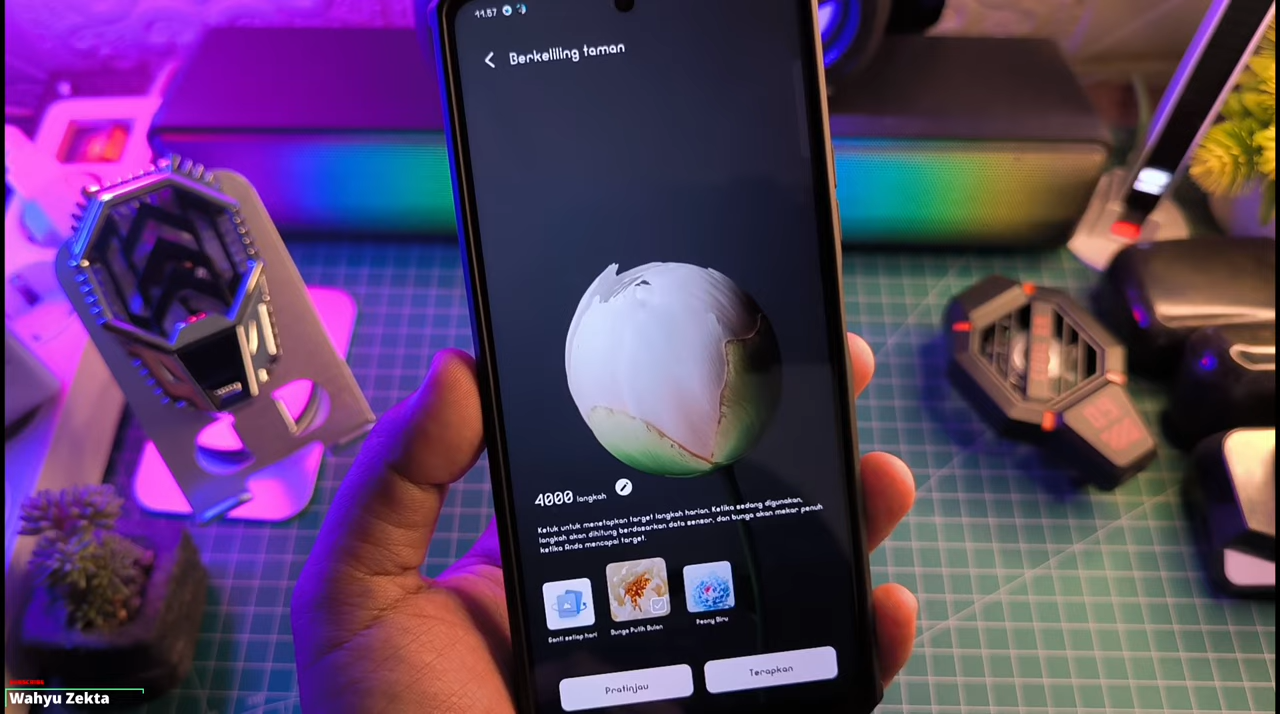 11.57
Berkeliling taman
4000 langkah
Ketuk untuk menetapkan target langkah harian. Ketika sedang digunakan,
langkah akan dihitung berdasarkan data sensor, dan bunga akan mekar penuh
ketika Anda mencapai target.
Ganti setiap hari
Bunga Putih Bulan
Peony Biru
Pratinjau
Terapkan
SUBSCRIBE
Wahyu Zekta